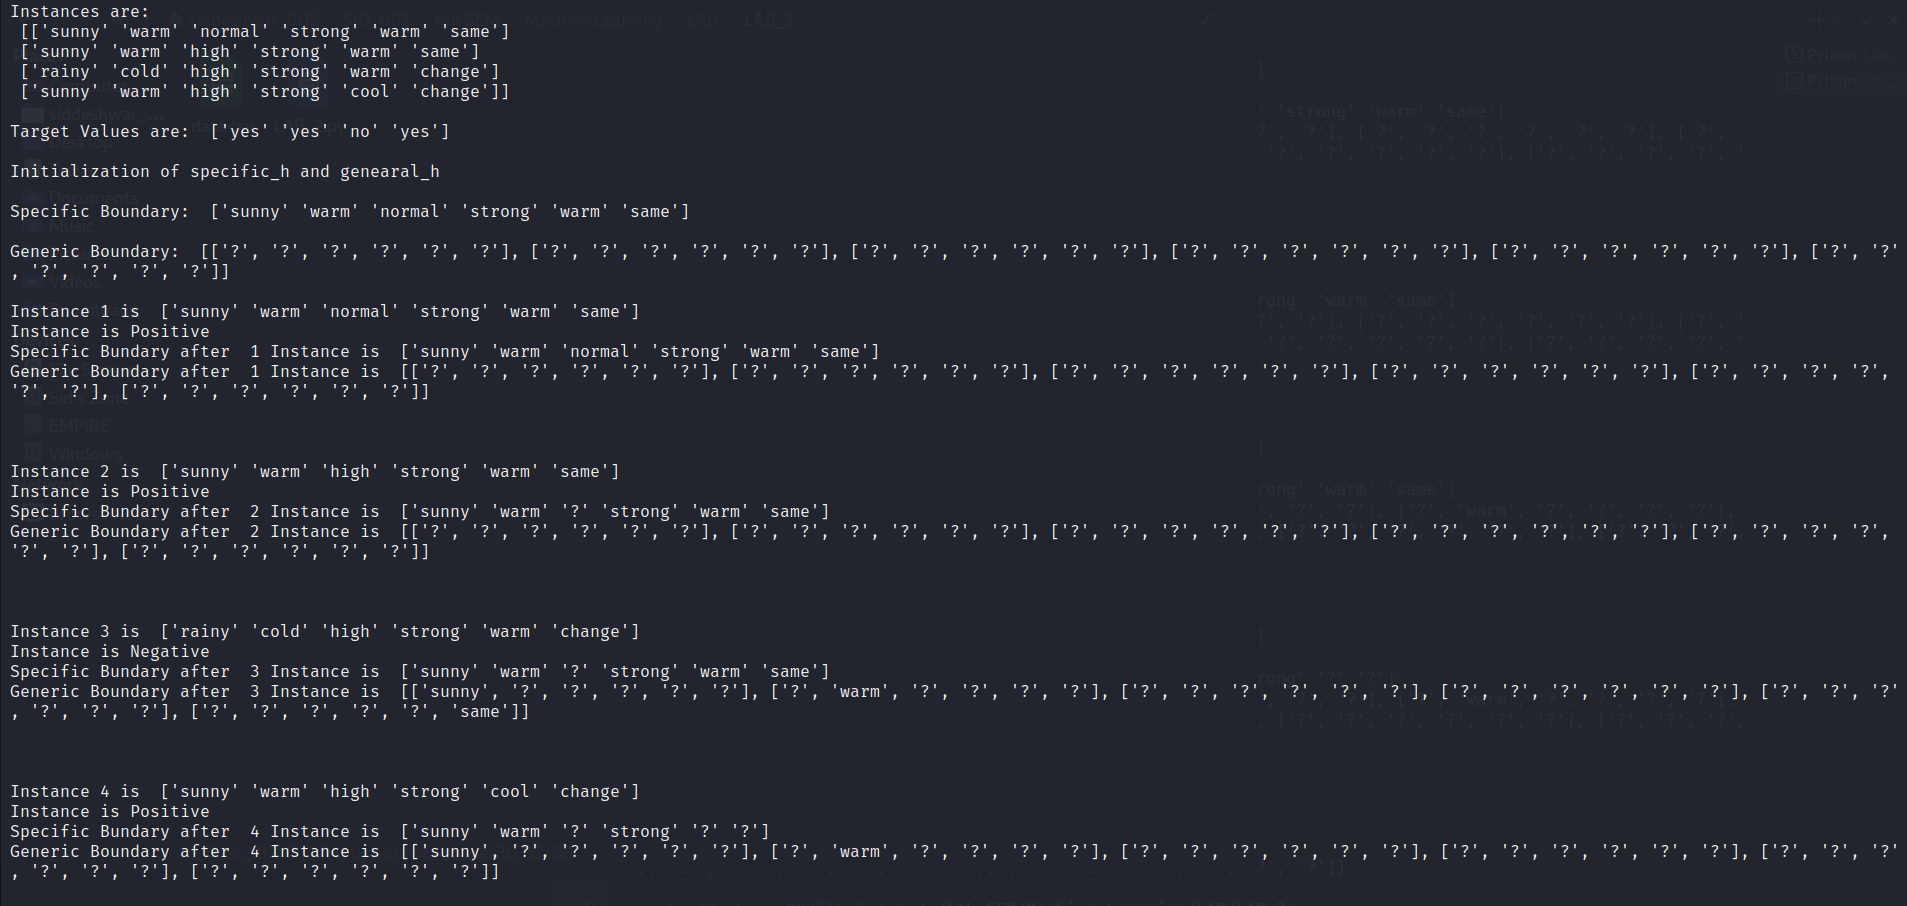 Instances are:
[['sunny' 'warm' 'normal' 'strong' 'warm' 'same']
['sunny' 'warm' 'high' 'strong' 'warm' 'same']
['rainy' 'cold' 'high' 'strong' 'warm' 'change']
['sunny' 'warm' 'high' 'strong' 'cool' 'change']]
Target Values are:  ['yes' 'yes' 'no' 'yes']
Initialization of specific_h and genearal_h
Specific Boundary:  ['sunny' 'warm' 'normal' 'strong' 'warm' 'same']
Generic Boundary:  [['?', '?', '?', '?', '?', '?'], ['?', '?', '?', '?', '?', '?'], ['?', '?', '?', '?', '?', '?'], ['?', '?', '?', '?', '?', '?'], ['?', '?', '?', '?', '?', '?'], ['?', '?'
, '?', '?', '?', '?']]
Instance 1 is  ['sunny' 'warm' 'normal' 'strong' 'warm' 'same']
Instance is Positive
Specific Bundary after  1 Instance is  ['sunny' 'warm' 'normal' 'strong' 'warm' 'same']
Generic Boundary after  1 Instance is  [['?', '?', '?', '?', '?', '?'], ['?', '?', '?', '?', '?', '?'], ['?', '?', '?', '?', '?', '?'], ['?', '?', '?', '?', '?', '?'], ['?', '?', '?', '?',
'?', '?'], ['?', '?', '?', '?', '?', '?']]
Instance 2 is  ['sunny' 'warm' 'high' 'strong' 'warm' 'same']
Instance is Positive
Specific Bundary after  2 Instance is  ['sunny' 'warm' '?' 'strong' 'warm' 'same']
Generic Boundary after  2 Instance is  [['?', '?', '?', '?', '?', '?'], ['?', '?', '?', '?', '?', '?'], ['?', '?', '?', '?', '?', '?'], ['?', '?', '?', '?', '?', '?'], ['?', '?', '?', '?',
'?', '?'], ['?', '?', '?', '?', '?', '?']]
Instance 3 is  ['rainy' 'cold' 'high' 'strong' 'warm' 'change']
Instance is Negative
Specific Bundary after  3 Instance is  ['sunny' 'warm' '?' 'strong' 'warm' 'same']
Generic Boundary after  3 Instance is  [['sunny', '?', '?', '?', '?', '?'], ['?', 'warm', '?', '?', '?', '?'], ['?', '?', '?', '?', '?', '?'], ['?', '?', '?', '?', '?', '?'], ['?', '?', '?'
, '?', '?', '?'], ['?', '?', '?', '?', '?', 'same']]
Instance 4 is  ['sunny' 'warm' 'high' 'strong' 'cool' 'change']
Instance is Positive
Specific Bundary after  4 Instance is  ['sunny' 'warm' '?' 'strong' '?' '?']
Generic Boundary after  4 Instance is  [['sunny', '?', '?', '?', '?', '?'], ['?', 'warm', '?', '?', '?', '?'], ['?', '?', '?', '?', '?', '?'], ['?', '?', '?', '?', '?', '?'], ['?', '?', '?'
, '?', '?', '?'], ['?', '?', '?', '?', '?', '?']]